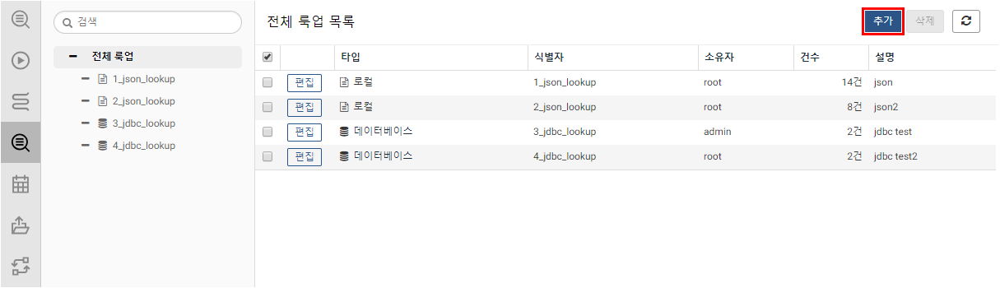 검색
전체 룩업
1_json_lookup
2_json_lookup
3_jdbc_lookup
4_jdbc_lookup
전체 룩업 목록
추가 삭제
타입 식별자 소유자 건수 설명
편집 로컬 1_json_lookup root 14건 json
편집 로컬 2_json_lookup root 8건 json2
편집 데이터베이스 3_jdbc_lookup admin 2건 jdbc test
편집 데이터베이스 4_jdbc_lookup root 2건 jdbc test2